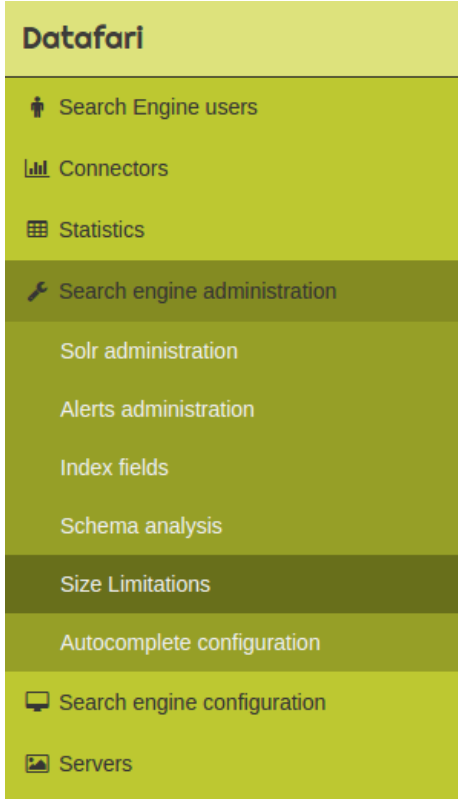 Datafari
Search Engine users
Connectors
Statistics
Search engine administration
Solr administration
Alerts administration
Index fields
Schema analysis
Size Limitations
Autocomplete configuration
Search engine configuration
Servers